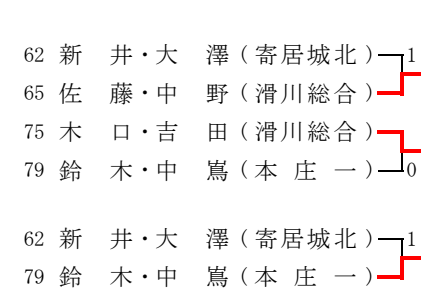 62 新 井・大 澤(寄居城北) 1
65 佐 藤・中 野(滑川総合)
75 木 口・吉 田(滑川総合)
79 鈴 木・中 嶌(本 庄 一) 0
62 新 井・大 澤(寄居城北) 1
79 鈴 木・中 嶌(本 庄 一)